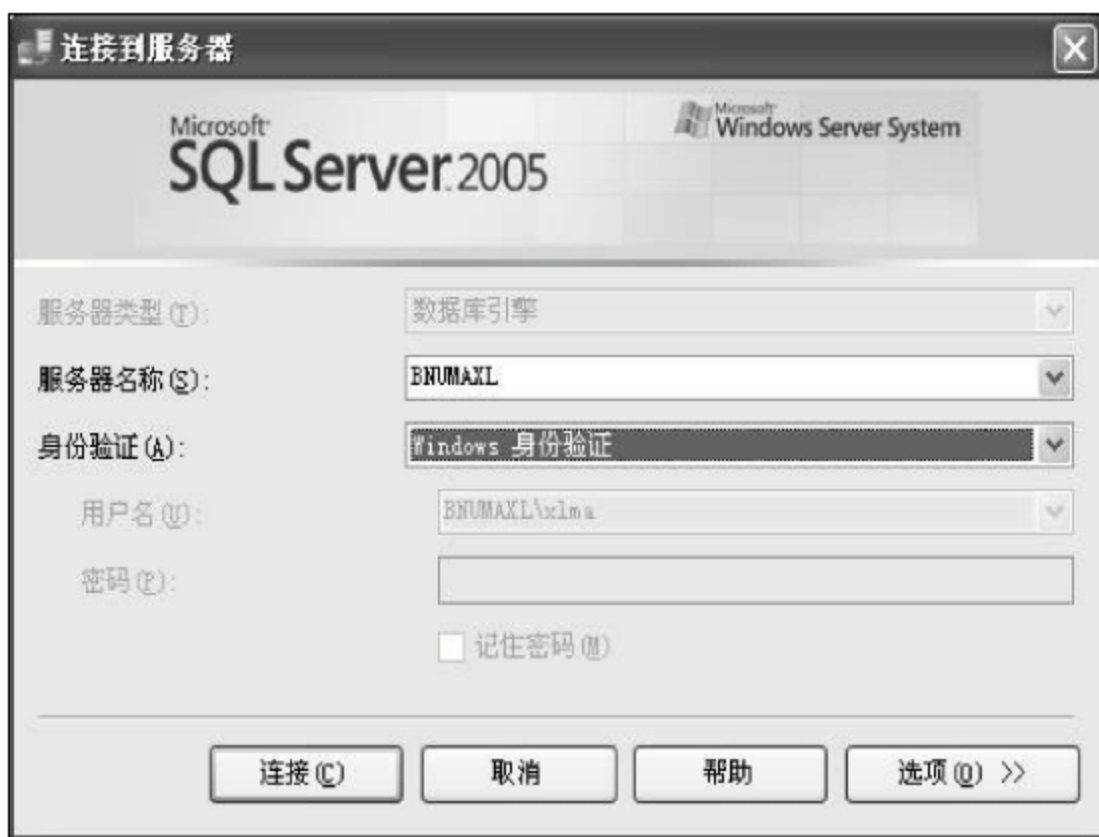 连接到服务器
Microsoft
SQL Server 2005
Microsoft
Windows Server System
服务器类型(T):
数据库引擎
服务器名称(S):
BNUMAXL
身份验证(A):
Windows 身份验证
用户名(U):
BNUMAXL\xlma
密码(P):
记住密码(M)
连接(C)
取消
帮助
选项(O) >>